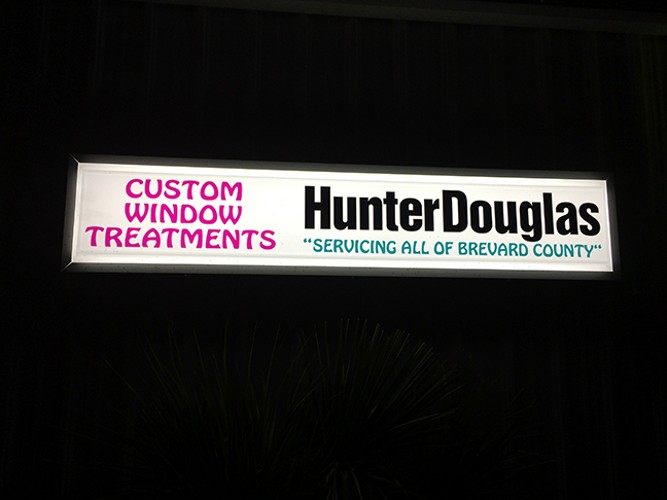 CUSTOM
WINDOW
TREATMENTS
HunterDouglas
“SERVICING ALL OF BREVARD COUNTY“